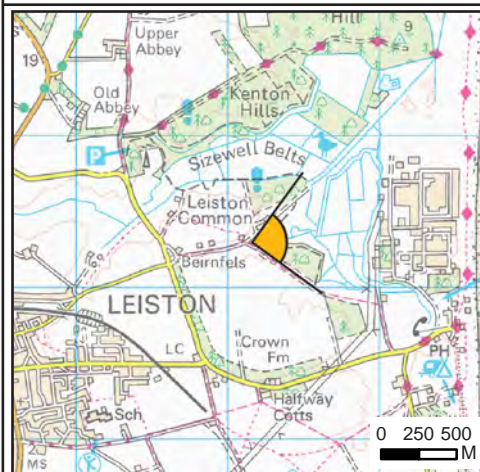 Hill
9
Upper
Abbey
19
Kenton
Hills
Old
Abbey
P
Sizewell Belts
Leiston
Common
Beirnfels
LEISTON
LC
Crown
Fm
PH
Halfway
Cotts
Sch
MS
0 250 500
M